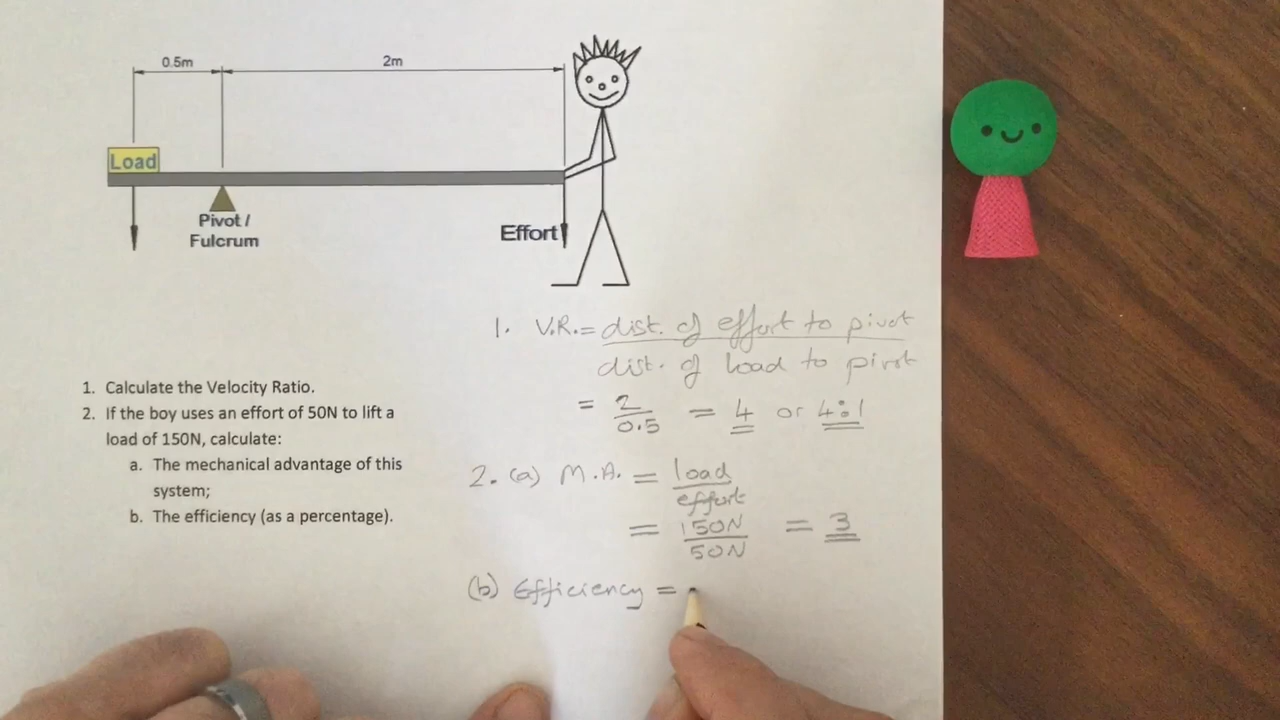 0.5m
2m
Load
Pivot /
Fulcrum
Effort
1. V.R. = dist. of effort to pivot
dist. of load to pivot
= 2
0.5
= 4 or 4:1
1. Calculate the Velocity Ratio.
2. If the boy uses an effort of 50N to lift a
load of 150N, calculate:
a. The mechanical advantage of this
system;
b. The efficiency (as a percentage).
2. (a) M.A. = load
effort
= 150N
50N
= 3
(b) Efficiency =